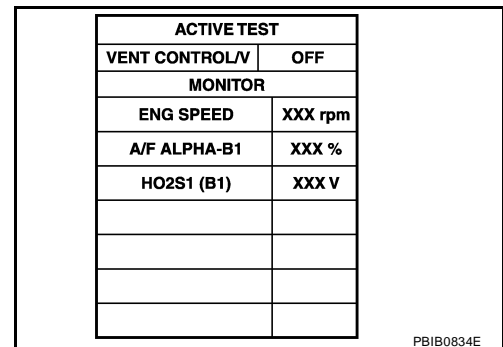 ACTIVE TEST
VENT CONTROL/V OFF
MONITOR
ENG SPEED XXX rpm
A/F ALPHA-B1 XXX %
HO2S1 (B1) XXX V
PBIB0834E